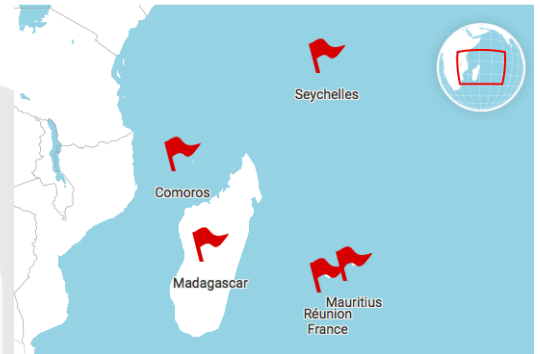 Seychelles
Comoros
Madagascar
Mauritius
Réunion
France